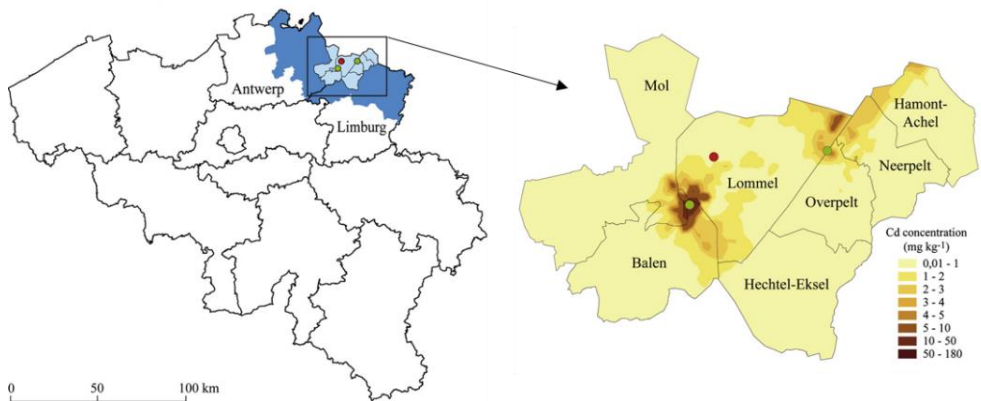 Antwerp
Limburg
0 50 100 km
Mol
Hamont-
Achel
Neerpelt
Lommel
Overpelt
Balen
Hechtel-Eksel
Cd concentration
(mg kg-1)
0,01 - 1
1 - 2
2 - 3
3 - 4
4 - 5
5 - 10
10 - 50
50 - 180